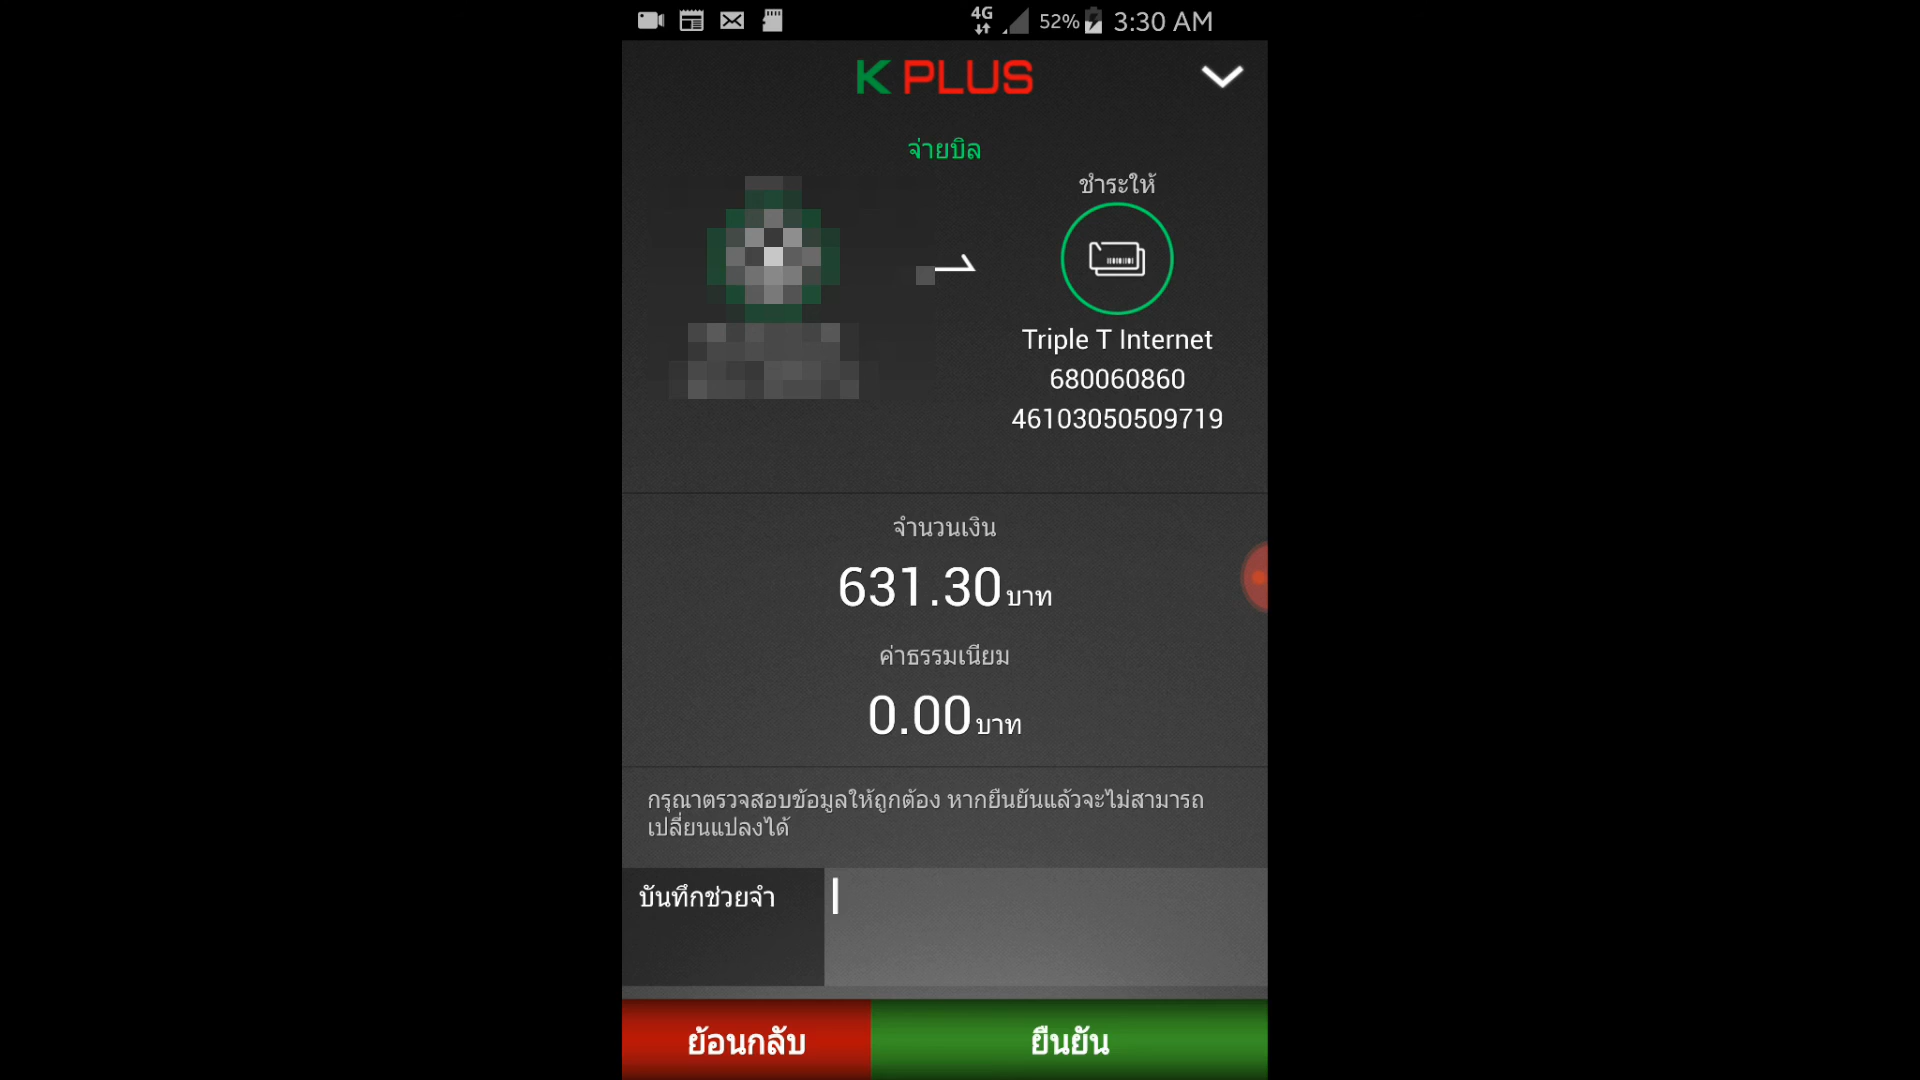 4G 52% 3:30 AM
K PLUS
จ่ายบิล
ชำระให้
Triple T Internet
680060860
46103050509719
จำนวนเงิน
631.30 บาท
ค่าธรรมเนียม
0.00 บาท
กรุณาตรวจสอบข้อมูลให้ถูกต้อง หากยืนยันแล้วจะไม่สามารถ
เปลี่ยนแปลงได้
บันทึกช่วยจำ
ย้อนกลับ ยืนยัน